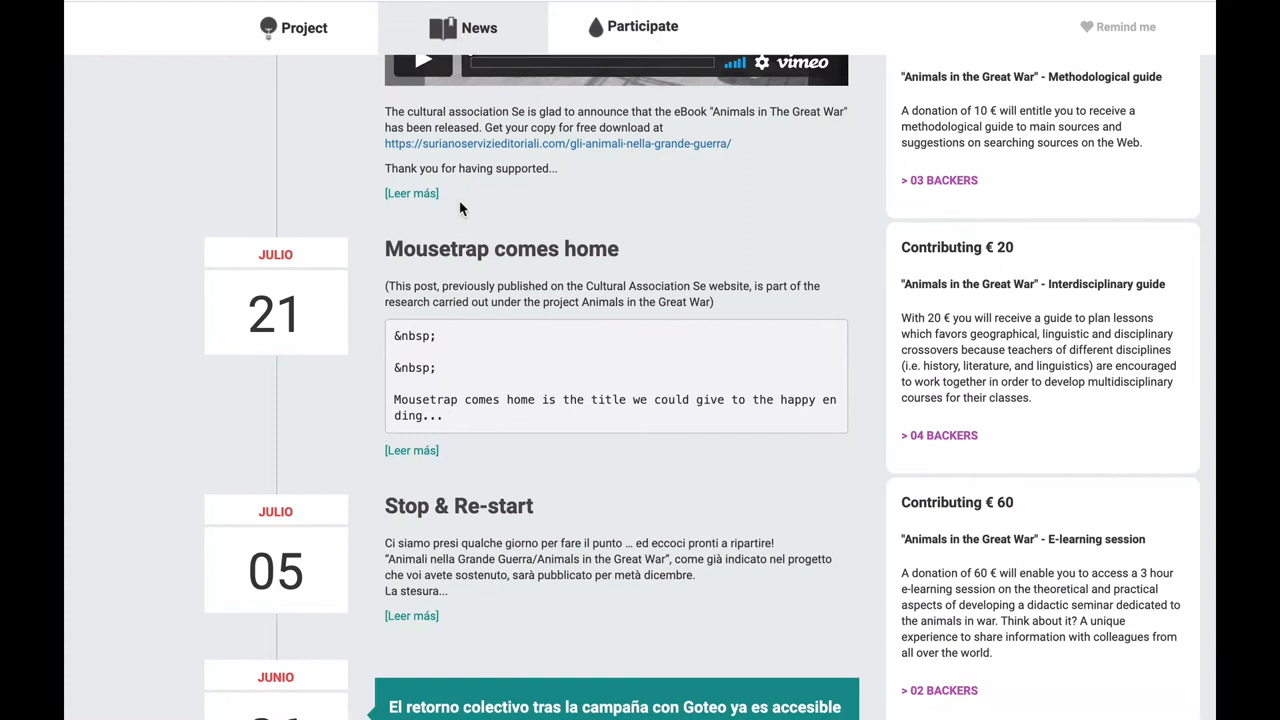 Project
News
Participate
Remind me
vimeo
The cultural association Se is glad to announce that the eBook "Animals in The Great War"
has been released. Get your copy for free download at
https://surianoservizieditoriali.com/gli-animali-nella-grande-guerra/
Thank you for having supported...
[Leer más]
JULIO
21
Mousetrap comes home
(This post, previously published on the Cultural Association Se website, is part of the
research carried out under the project Animals in the Great War)
&nbsp;
&nbsp;
Mousetrap comes home is the title we could give to the happy en
ding...
[Leer más]
JULIO
05
Stop & Re-start
Ci siamo presi qualche giorno per fare il punto … ed eccoci pronti a ripartire!
“Animali nella Grande Guerra/Animals in the Great War”, come già indicato nel progetto
che voi avete sostenuto, sarà pubblicato per metà dicembre.
La stesura...
[Leer más]
JUNIO
El retorno colectivo tras la campaña con Goteo ya es accesible
"Animals in the Great War" - Methodological guide
A donation of 10 € will entitle you to receive a
methodological guide to main sources and
suggestions on searching sources on the Web.
> 03 BACKERS
Contributing € 20
"Animals in the Great War" - Interdisciplinary guide
With 20 € you will receive a guide to plan lessons
which favors geographical, linguistic and disciplinary
crossovers because teachers of different disciplines
(i.e. history, literature, and linguistics) are encouraged
to work together in order to develop multidisciplinary
courses for their classes.
> 04 BACKERS
Contributing € 60
"Animals in the Great War" - E-learning session
A donation of 60 € will enable you to access a 3 hour
e-learning session on the theoretical and practical
aspects of developing a didactic seminar dedicated to
the animals in war. Think about it? A unique
experience to share information with colleagues from
all over the world.
> 02 BACKERS